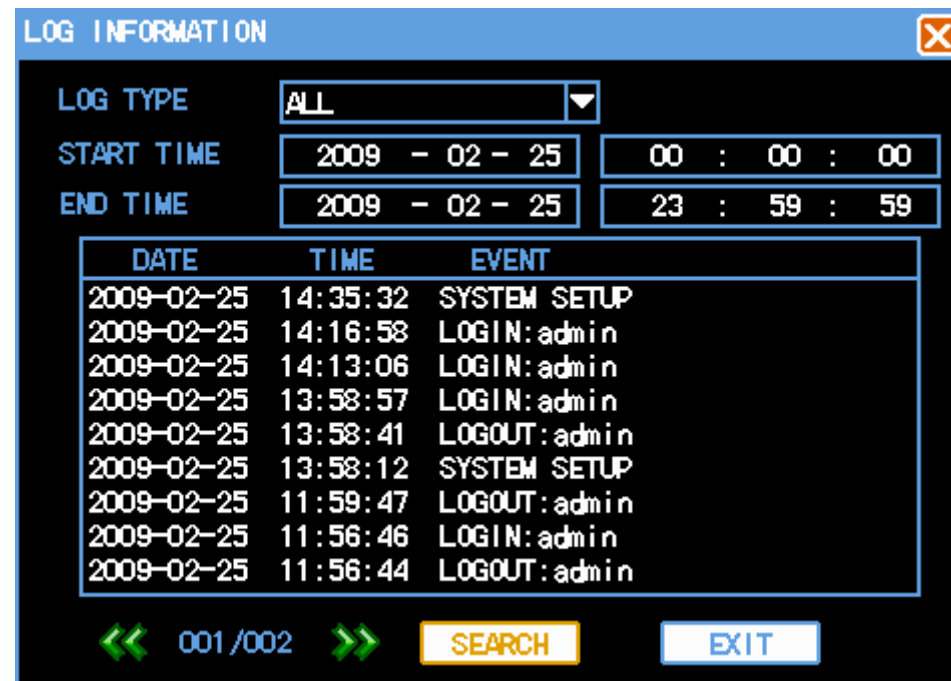 LOG INFORMATION
LOG TYPE ALL
START TIME 2009 - 02 - 25 00 : 00 : 00
END TIME 2009 - 02 - 25 23 : 59 : 59
DATE TIME EVENT
2009-02-25 14:35:32 SYSTEM SETUP
2009-02-25 14:16:58 LOGIN:admin
2009-02-25 14:13:06 LOGIN:admin
2009-02-25 13:58:57 LOGIN:admin
2009-02-25 13:58:41 LOGOUT:admin
2009-02-25 13:58:12 SYSTEM SETUP
2009-02-25 11:59:47 LOGOUT:admin
2009-02-25 11:56:46 LOGIN:admin
2009-02-25 11:56:44 LOGOUT:admin
001/002 SEARCH EXIT